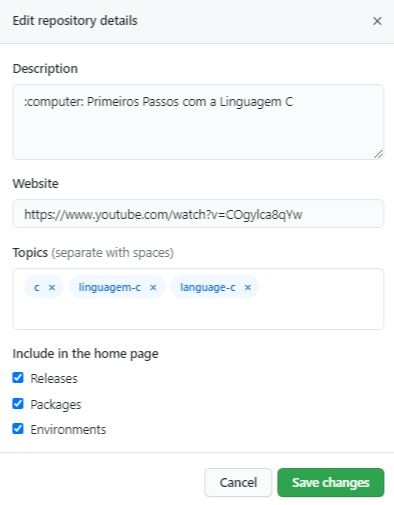 Edit repository details
Description
:computer: Primeiros Passos com a Linguagem C
Website
https://www.youtube.com/watch?v=COgylca8qYw
Topics (separate with spaces)
c × linguagem-c × language-c ×
Include in the home page
Releases
Packages
Environments
Cancel Save changes